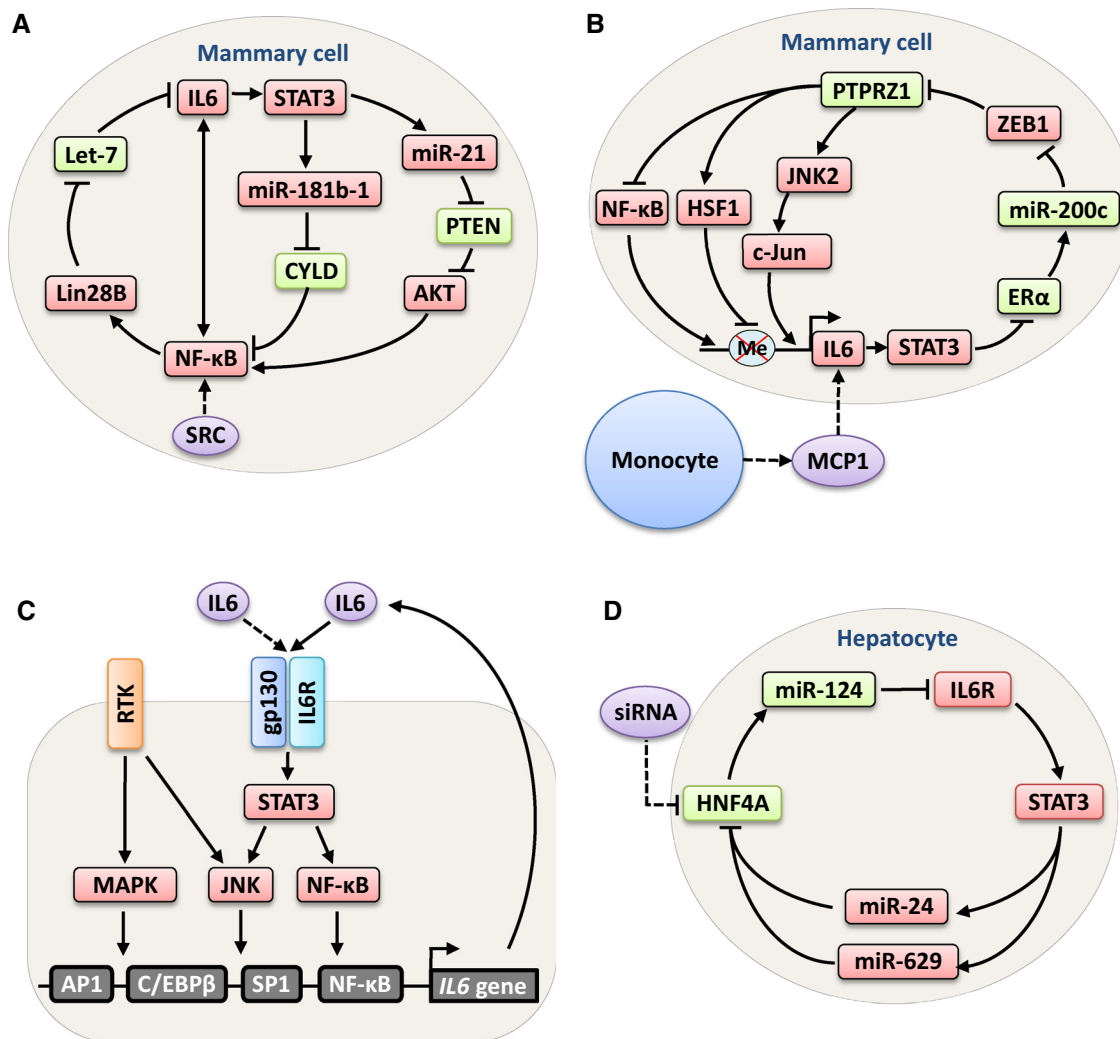 A
Mammary cell
IL6
STAT3
Let-7
miR-21
miR-181b-1
PTEN
CYLD
Lin28B
AKT
NF-κB
SRC
B
Mammary cell
PTPRZ1
ZEB1
JNK2
NF-κB
HSF1
miR-200c
c-Jun
ERα
Me
IL6
STAT3
Monocyte
MCP1
C
IL6
IL6
RTK
gp130
IL6R
STAT3
MAPK
JNK
NF-κB
AP1
C/EBPβ
SP1
NF-κB
IL6 gene
D
Hepatocyte
miR-124
IL6R
siRNA
HNF4A
STAT3
miR-24
miR-629